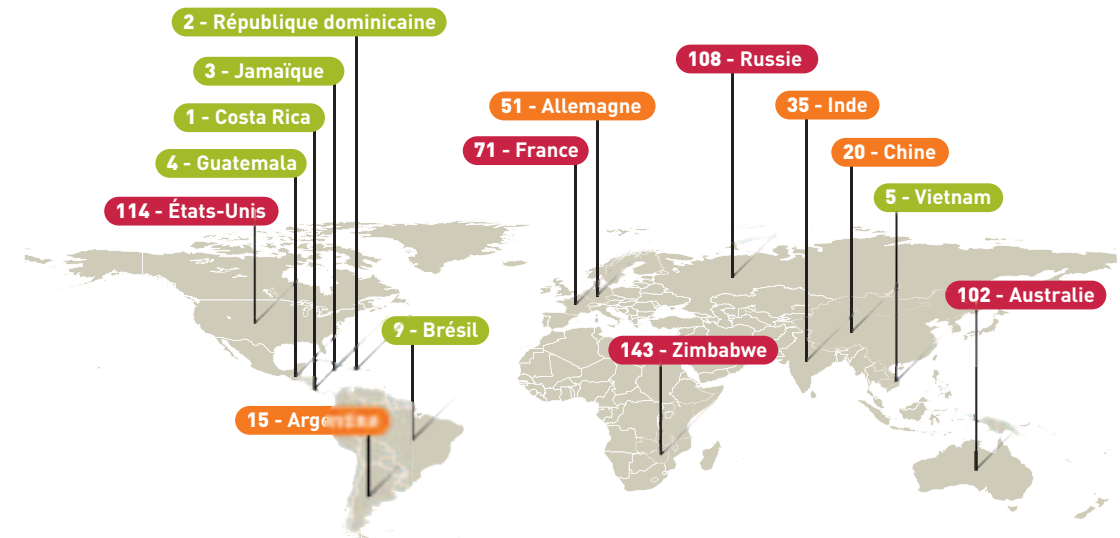 2 - République dominicaine
3 - Jamaïque
1 - Costa Rica
4 - Guatemala
114 - États-Unis
108 - Russie
51 - Allemagne
35 - Inde
71 - France
20 - Chine
5 - Vietnam
102 - Australie
9 - Brésil
143 - Zimbabwe
15 -